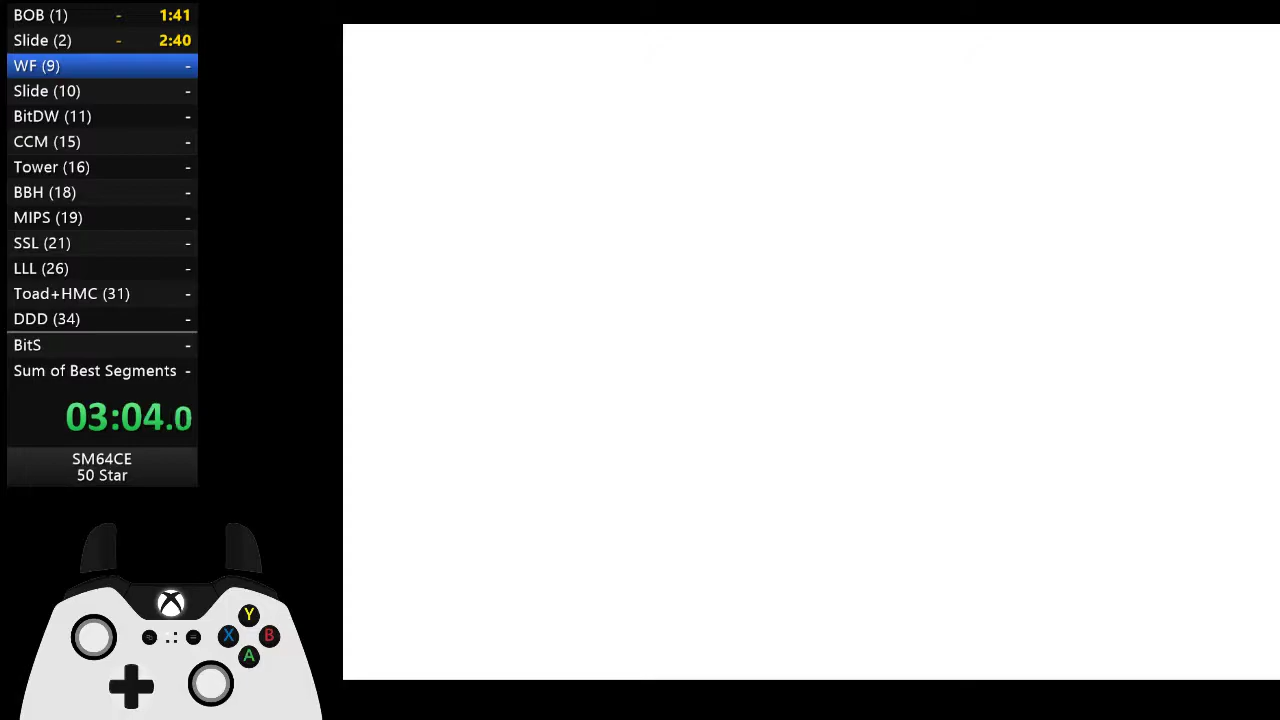 BOB (1) - 1:41
Slide (2) - 2:40
WF (9) -
Slide (10) -
BitDW (11) -
CCM (15) -
Tower (16) -
BBH (18) -
MIPS (19) -
SSL (21) -
LLL (26) -
Toad+HMC (31) -
DDD (34) -
BitS -
Sum of Best Segments -
03:04.0
SM64CE
50 Star
Y
X B
A